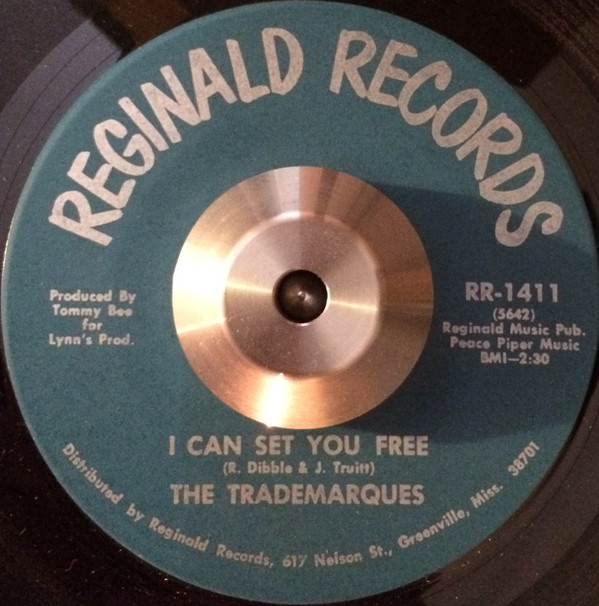 REGINALD RECORDS
Produced By
Tommy Bee
for
Lynn's Prod.
RR-1411
(5642)
Reginald Music Pub.
Peace Piper Music
BMI—2:30
I CAN SET YOU FREE
(R. Dibble & J. Truitt)
THE TRADEMARQUES
Distributed by Reginald Records, 617 Nelson St., Greenville, Miss. 38701